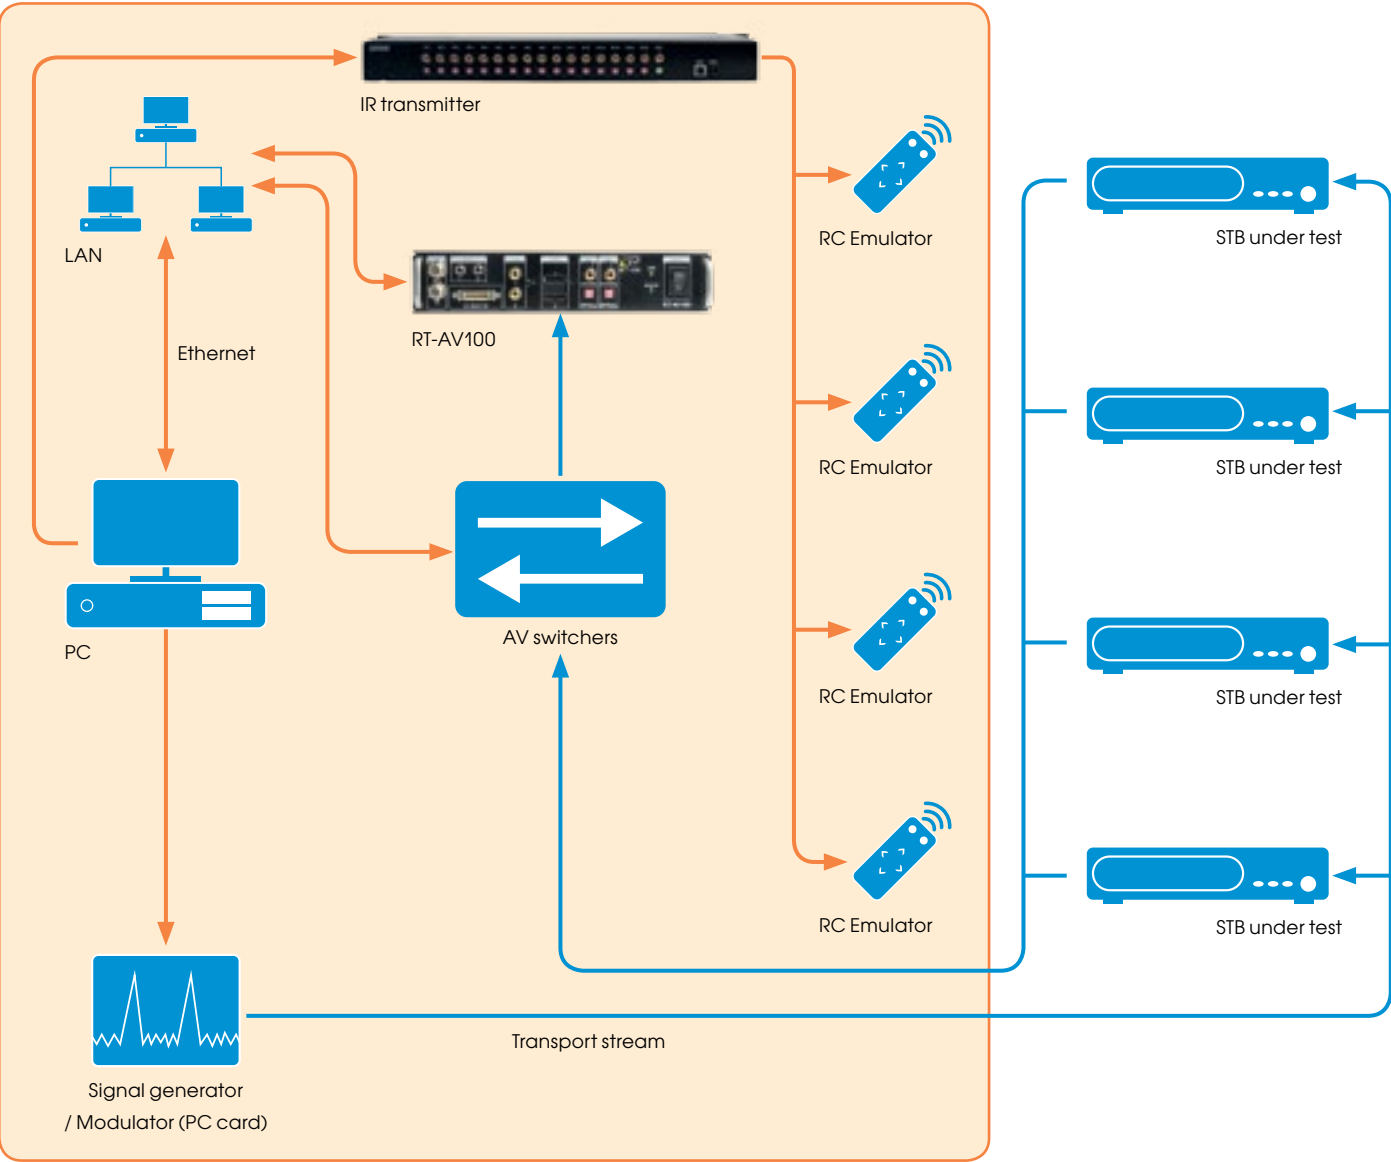 IR transmitter
LAN
RC Emulator
STB under test
RT-AV100
Ethernet
RC Emulator
STB under test
AV switchers
PC
RC Emulator
STB under test
RC Emulator
STB under test
Transport stream
Signal generator
/ Modulator (PC card)